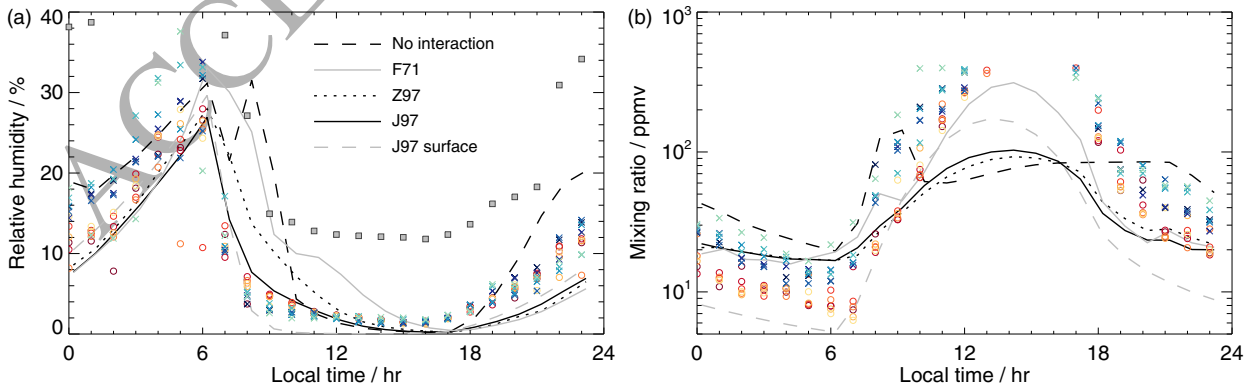 (a)
Relative humidity / %
40
30
20
10
0
0
6
12
18
24
Local time / hr
No interaction
F71
Z97
J97
J97 surface
(b)
Mixing ratio / ppmv
10³
10²
10¹
0
6
12
18
24
Local time / hr